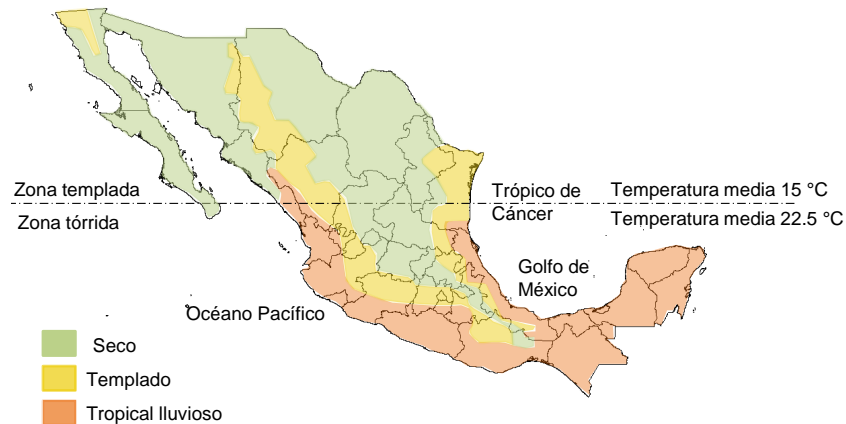 Zona templada
Zona tórrida
Trópico de
Cáncer
Temperatura media 15 °C
Temperatura media 22.5 °C
Golfo de
México
Océano Pacífico
Seco
Templado
Tropical lluvioso